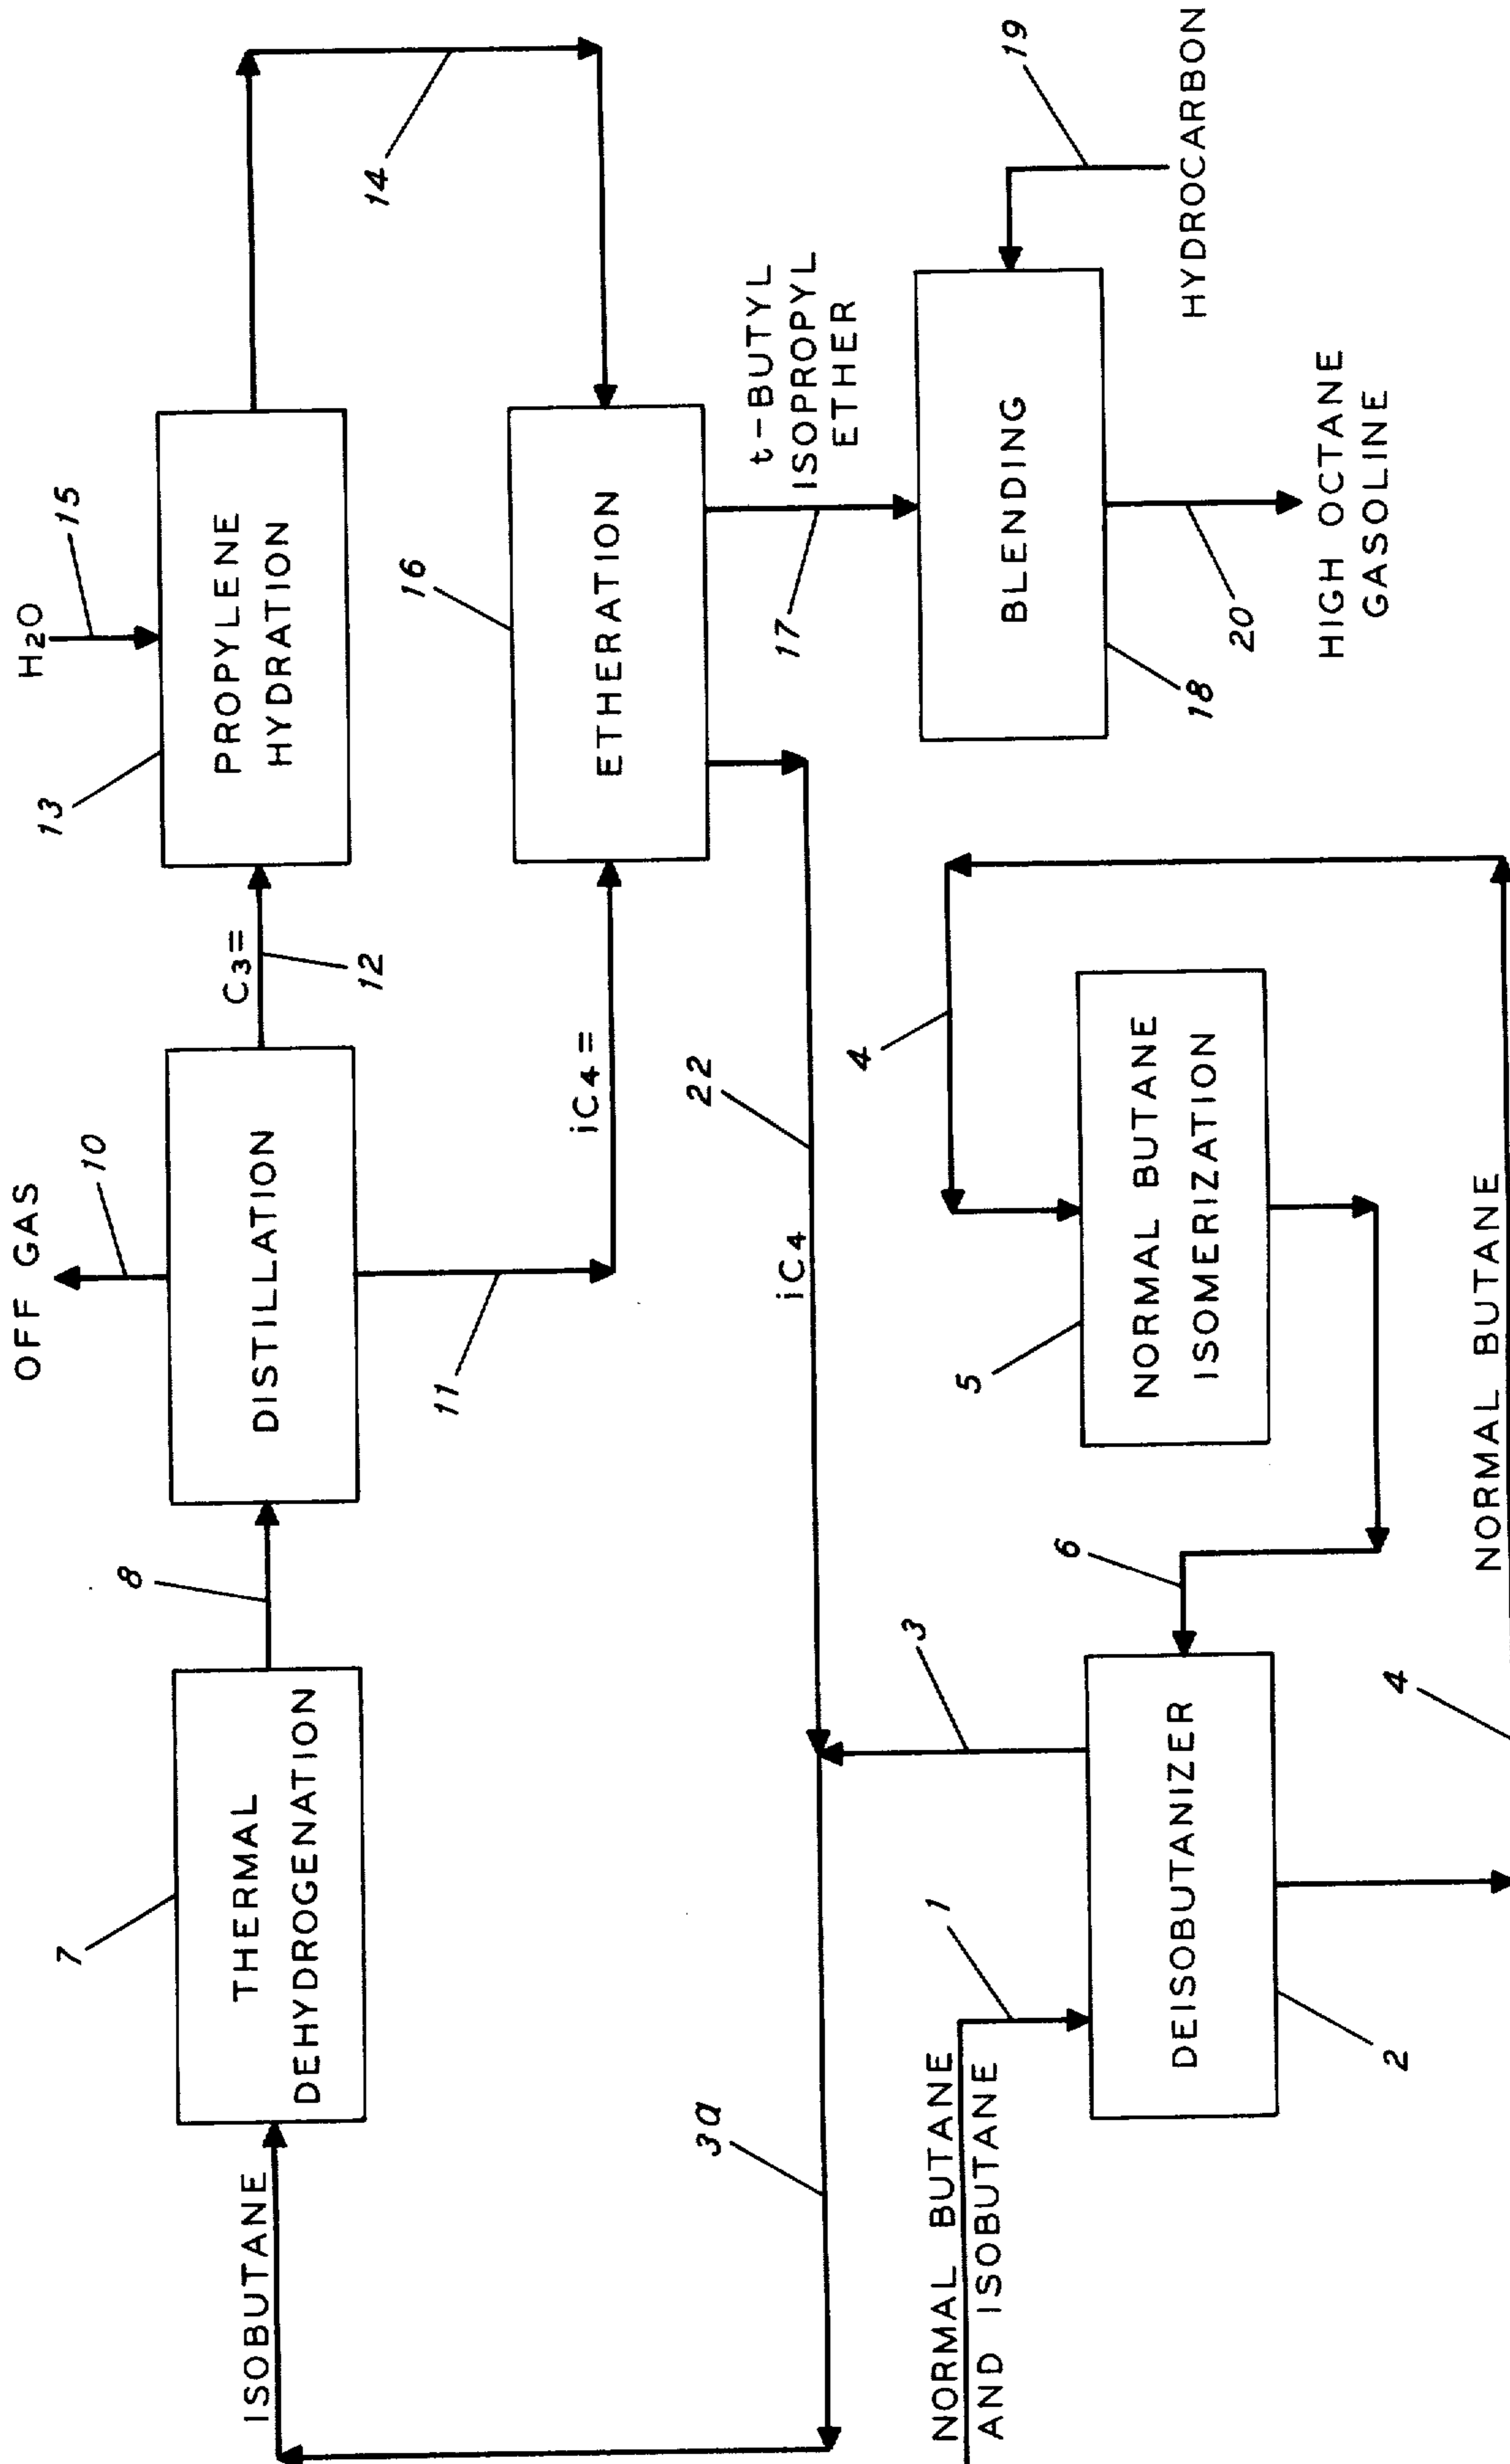 ISOBUTANE
7
THERMAL
DEHYDROGENATION
8
OFF GAS
10
DISTILLATION
11
C3=
12
iC4=
H2O
15
13
PROPYLENE
HYDRATION
14
16
ETHERATION
3a
22
iC4
17
t-BUTYL
ISOPROPYL
ETHER
NORMAL BUTANE
AND ISOBUTANE
1
3
DEISOBUTANIZER
2
6
4
5
NORMAL BUTANE
ISOMERIZATION
4
NORMAL BUTANE
BLENDING
18
19
HYDROCARBON
20
HIGH OCTANE
GASOLINE